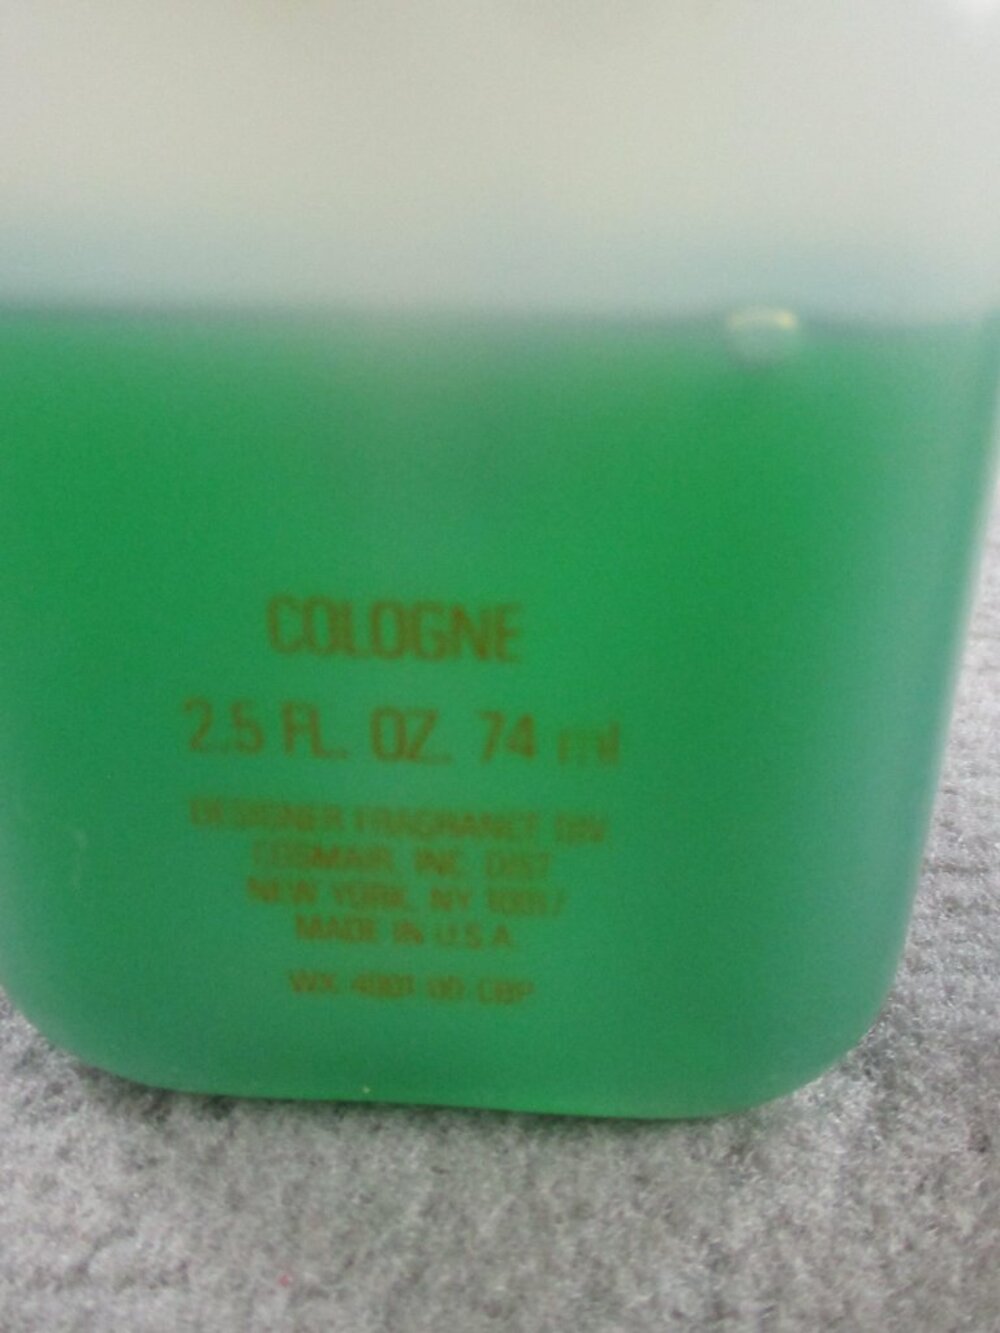 COLOGNE
2.5 FL. OZ. 74 ml
DESIGNER FRAGRANCE DIV.
COSMAIR, INC. DIST.
NEW YORK, NY
MADE IN U.S.A.